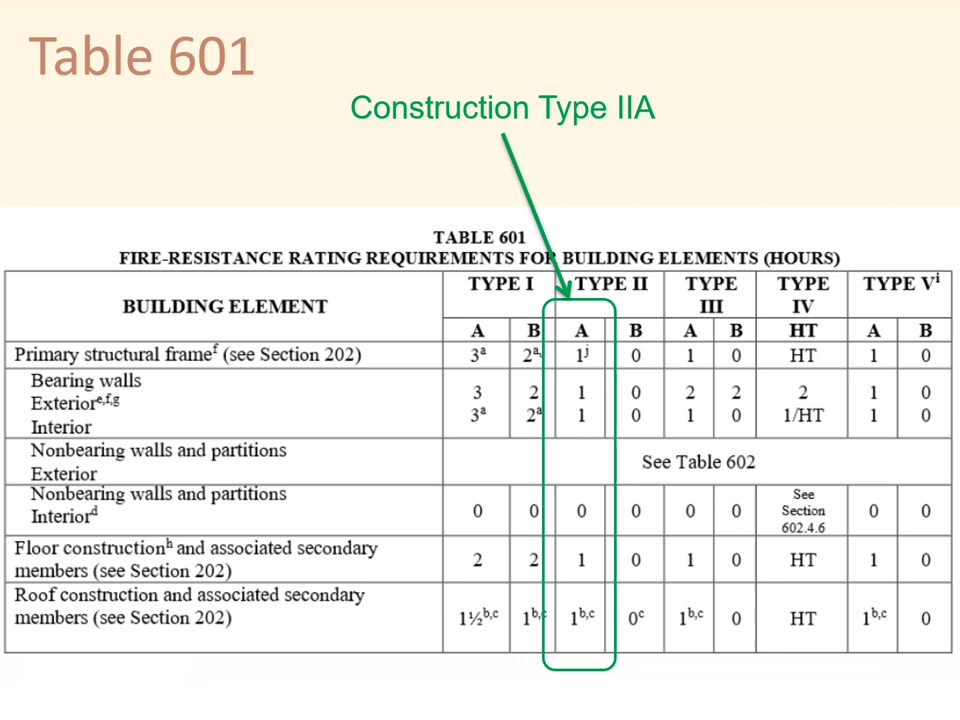 Table 601
Construction Type IIA
TABLE 601
FIRE-RESISTANCE RATING REQUIREMENTS FOR BUILDING ELEMENTS (HOURS)
BUILDING ELEMENT TYPE I TYPE II TYPE III TYPE IV TYPE Vⁱ
A B A B A B HT A B
Primary structural frameᶠ (see Section 202) 3ᵃ 2ᵃ, 1ʲ 0 1 0 HT 1 0
Bearing walls
Exteriorᵉ,ᶠ,ᵍ 3 2 1 0 2 2 2 1 0
Interior 3ᵃ 2ᵃ 1 0 1 0 1/HT 1 0
Nonbearing walls and partitions
Exterior See Table 602
Nonbearing walls and partitions
Interiorᵈ 0 0 0 0 0 0 See Section 602.4.6 0 0
Floor constructionʰ and associated secondary
members (see Section 202) 2 2 1 0 1 0 HT 1 0
Roof construction and associated secondary
members (see Section 202) 1½ᵇ,ᶜ 1ᵇ,ᶜ 1ᵇ,ᶜ 0ᶜ 1ᵇ,ᶜ 0 HT 1ᵇ,ᶜ 0